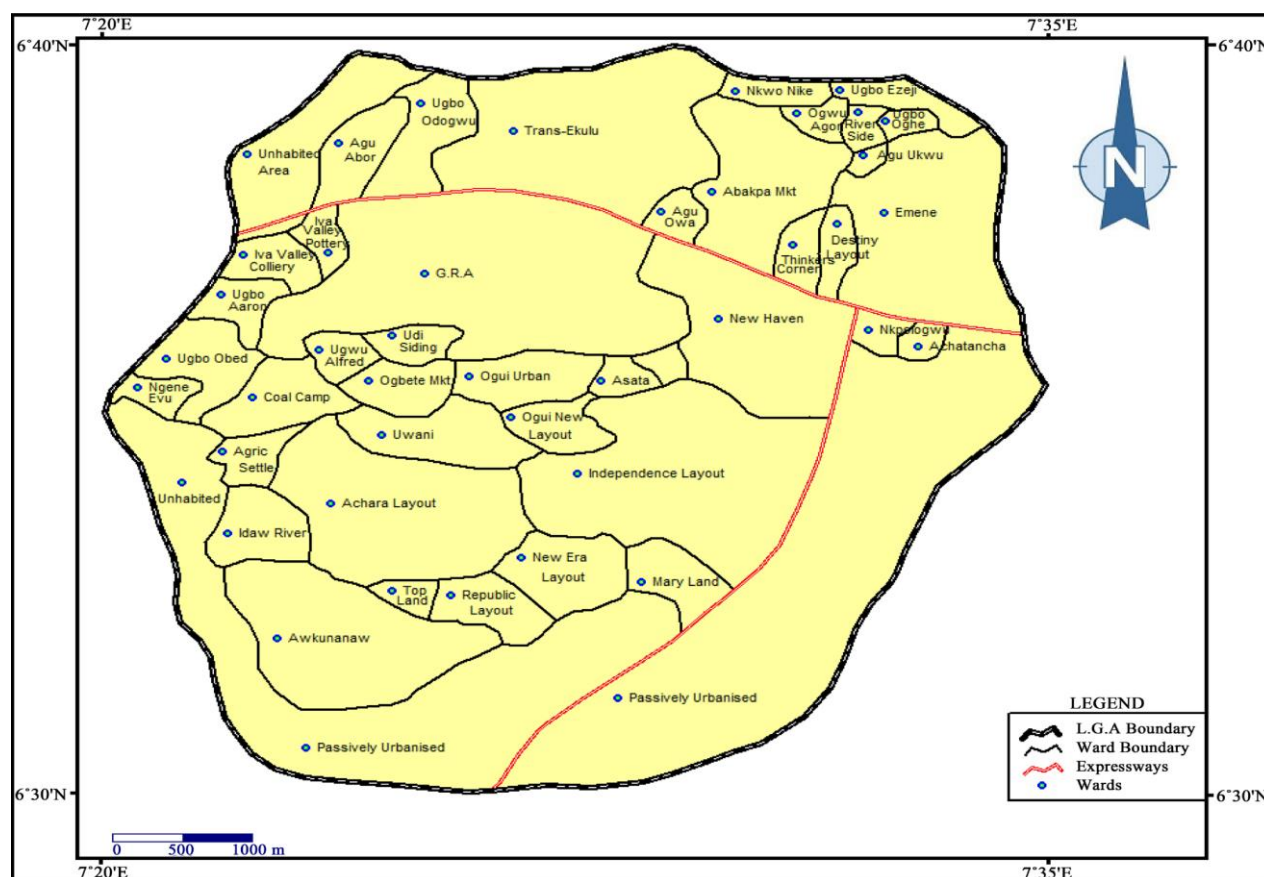 7˚20'E
7˚35'E
6˚40'N
6˚40'N
Nkwo Nike
Ugbo Ezeji
Ugbo
Odogwu
Trans-Ekulu
Ogwu
Agor
River
Side
Ugbo
Oghe
Agu
Abor
Unhabited
Area
Agu Ukwu
N
Abakpa Mkt
Agu
Owa
Emene
Iva
Valley
Pottery
Destiny
Layout
Iva Valley
Colliery
Thinkers
Corner
G.R.A
Ugbo
Aaron
New Haven
Nkpologwu
Achatancha
Udi
Siding
Ugwu
Alfred
Ugbo Obed
Ogbete Mkt
Ogui Urban
Asata
Ngene
Evu
Coal Camp
Ogui New
Layout
Uwani
Agric
Settle
Independence Layout
Unhabited
Achara Layout
Idaw River
New Era
Layout
Mary Land
Top
Land
Republic
Layout
Awkunanaw
Passively Urbanised
Passively Urbanised
LEGEND
L.G.A Boundary
Ward Boundary
Expressways
Wards
6˚30'N
6˚30'N
0 500 1000 m
7˚20'E
7˚35'E